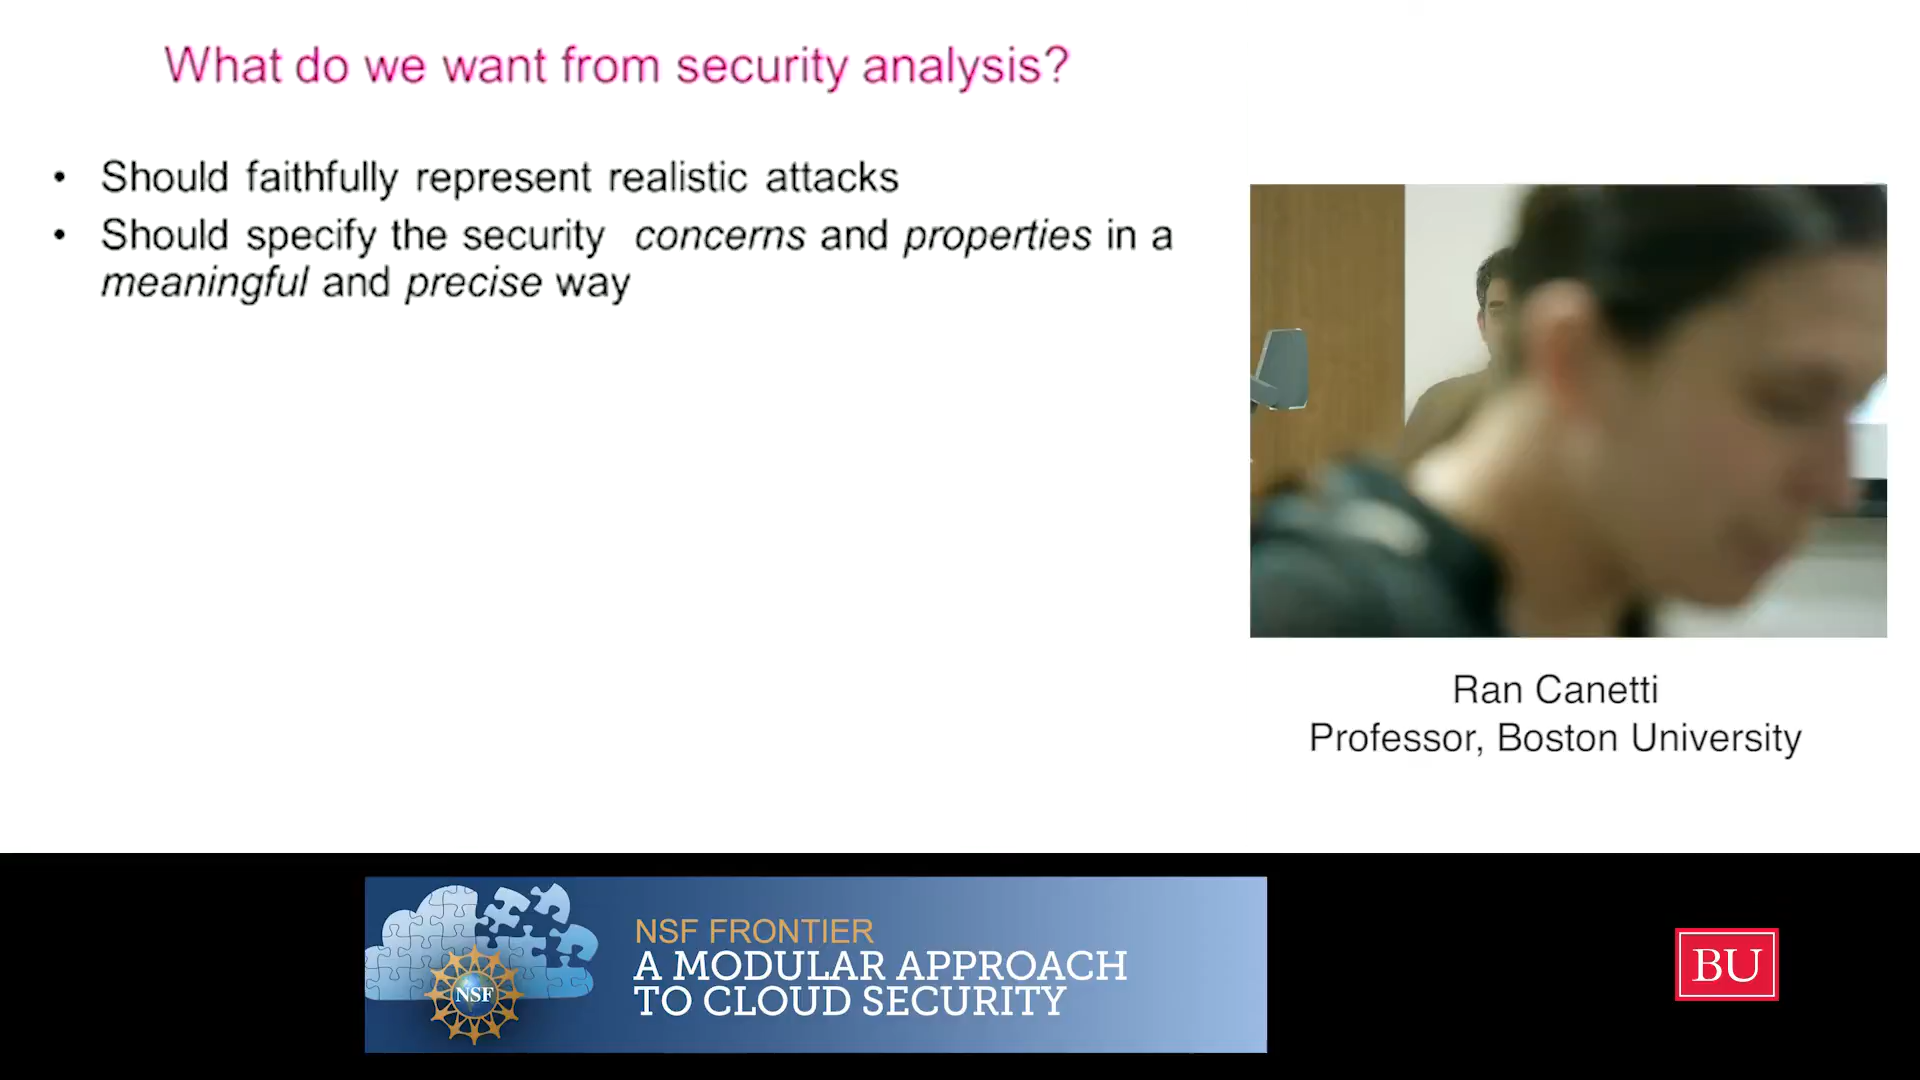 What do we want from security analysis?
• Should faithfully represent realistic attacks
• Should specify the security concerns and properties in a
meaningful and precise way
Ran Canetti
Professor, Boston University
NSF
NSF FRONTIER
A MODULAR APPROACH
TO CLOUD SECURITY
BU